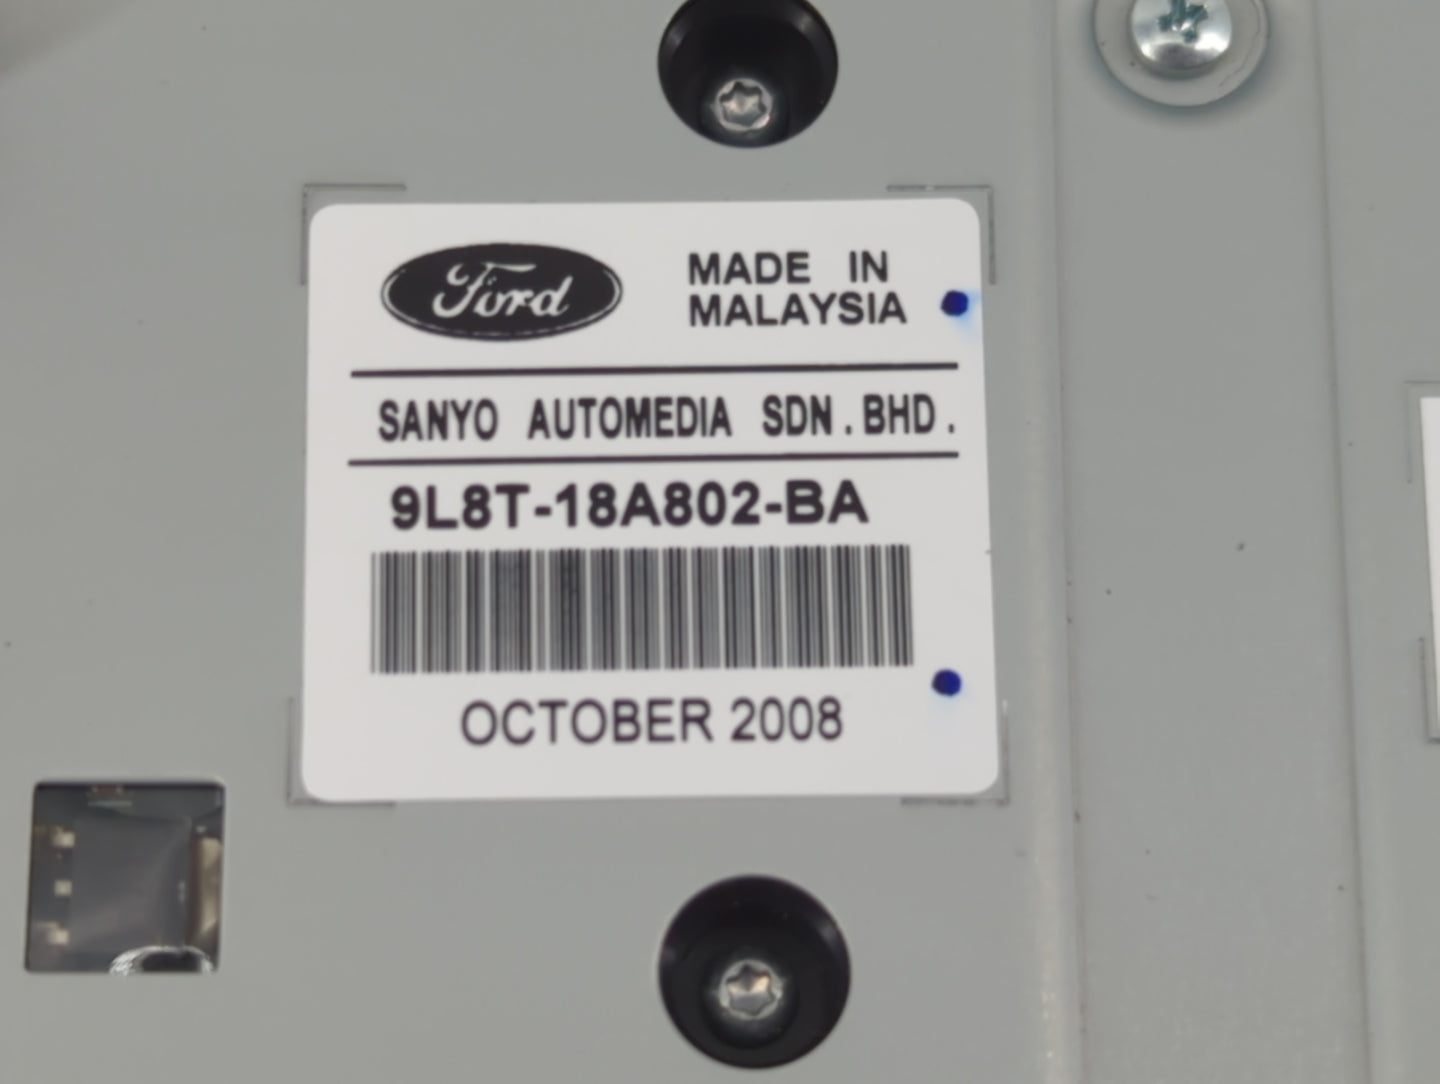 Ford
MADE IN
MALAYSIA
SANYO AUTOMEDIA SDN.BHD.
9L8T-18A802-BA
OCTOBER 2008